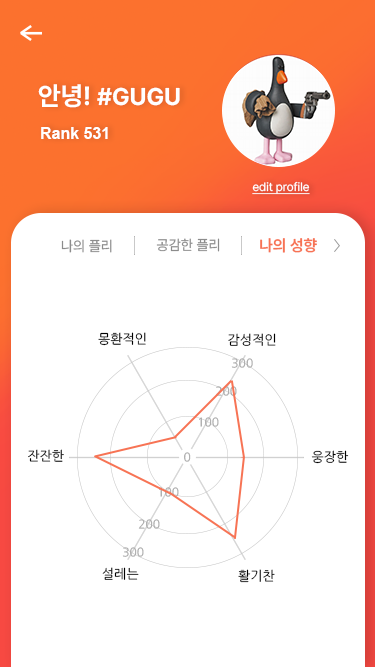 안녕! #GUGU
Rank 531
edit profile
나의 플리
공감한 플리
나의 성향
몽환적인
감성적인
300
200
100
잔잔한
0
웅장한
100
200
300
설레는
활기찬